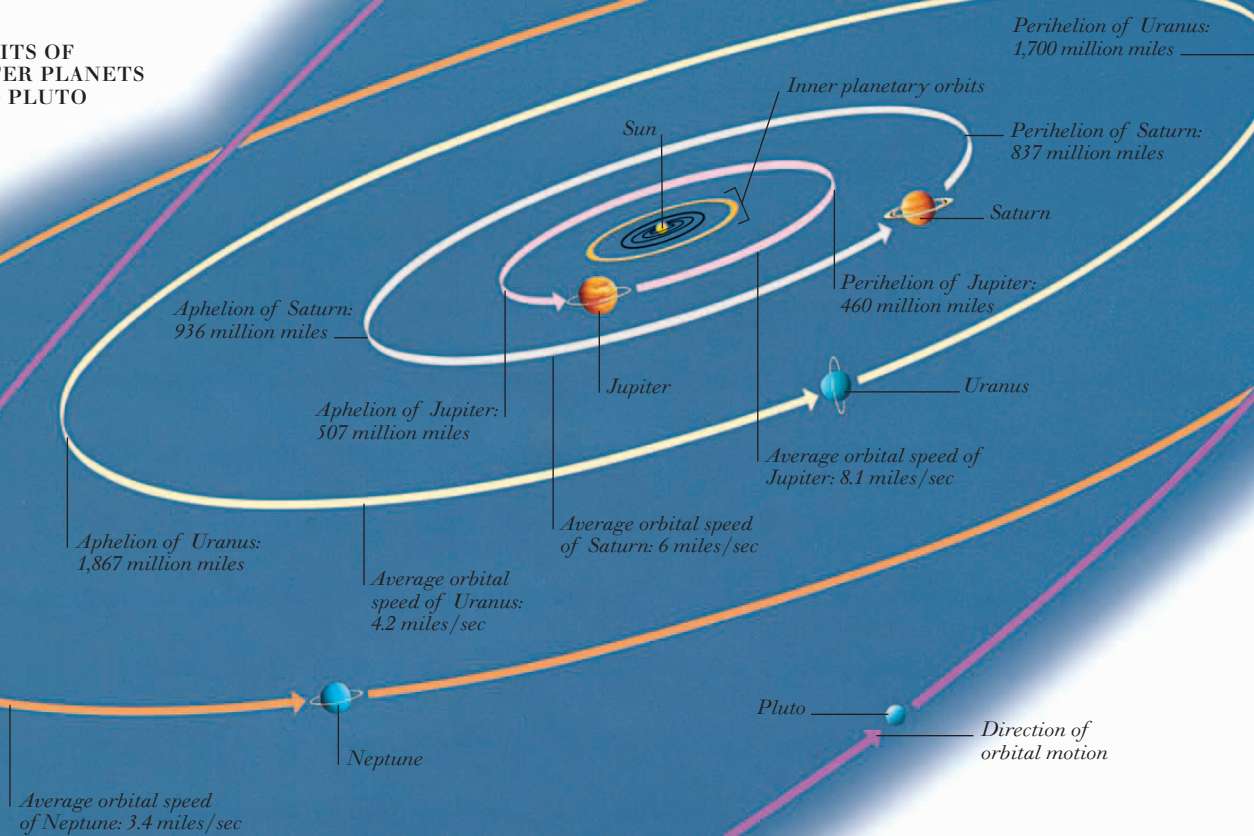 ITS OF
ER PLANETS
PLUTO
Perihelion of Uranus:
1,700 million miles
Inner planetary orbits
Sun
Perihelion of Saturn:
837 million miles
Saturn
Perihelion of Jupiter:
460 million miles
Aphelion of Saturn:
936 million miles
Jupiter
Uranus
Aphelion of Jupiter:
507 million miles
Average orbital speed of
Jupiter: 8.1 miles/sec
Average orbital speed
of Saturn: 6 miles/sec
Aphelion of Uranus:
1,867 million miles
Average orbital
speed of Uranus:
4.2 miles/sec
Pluto
Direction of
orbital motion
Neptune
Average orbital speed
of Neptune: 3.4 miles/sec